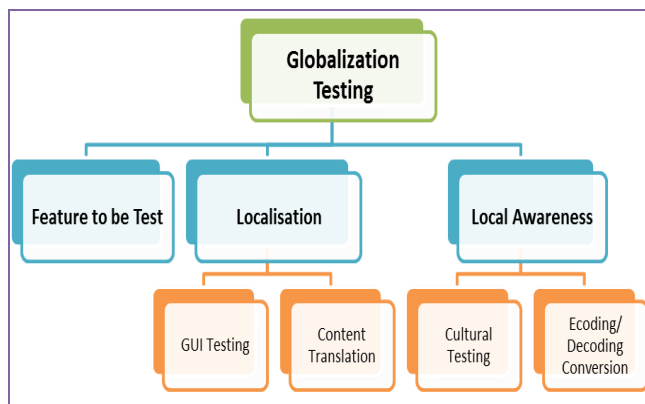 Globalization
Testing
Feature to be Test
Localisation
Local Awareness
GUI Testing
Content
Translation
Cultural
Testing
Ecoding/
Decoding
Conversion